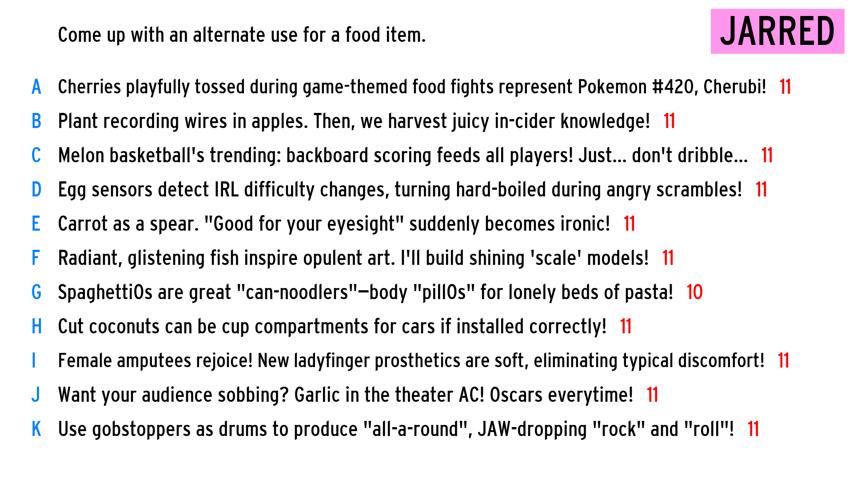 Come up with an alternate use for a food item.
JARRED
A Cherries playfully tossed during game-themed food fights represent Pokemon #420, Cherubi! 11
B Plant recording wires in apples. Then, we harvest juicy in-cider knowledge! 11
C Melon basketball's trending: backboard scoring feeds all players! Just... don't dribble... 11
D Egg sensors detect IRL difficulty changes, turning hard-boiled during angry scrambles! 11
E Carrot as a spear. "Good for your eyesight" suddenly becomes ironic! 11
F Radiant, glistening fish inspire opulent art. I'll build shining 'scale' models! 11
G SpaghettiOs are great "can-noodlers"—body "pillOs" for lonely beds of pasta! 10
H Cut coconuts can be cup compartments for cars if installed correctly! 11
I Female amputees rejoice! New ladyfinger prosthetics are soft, eliminating typical discomfort! 11
J Want your audience sobbing? Garlic in the theater AC! Oscars everytime! 11
K Use gobstoppers as drums to produce "all-a-round", JAW-dropping "rock" and "roll"! 11